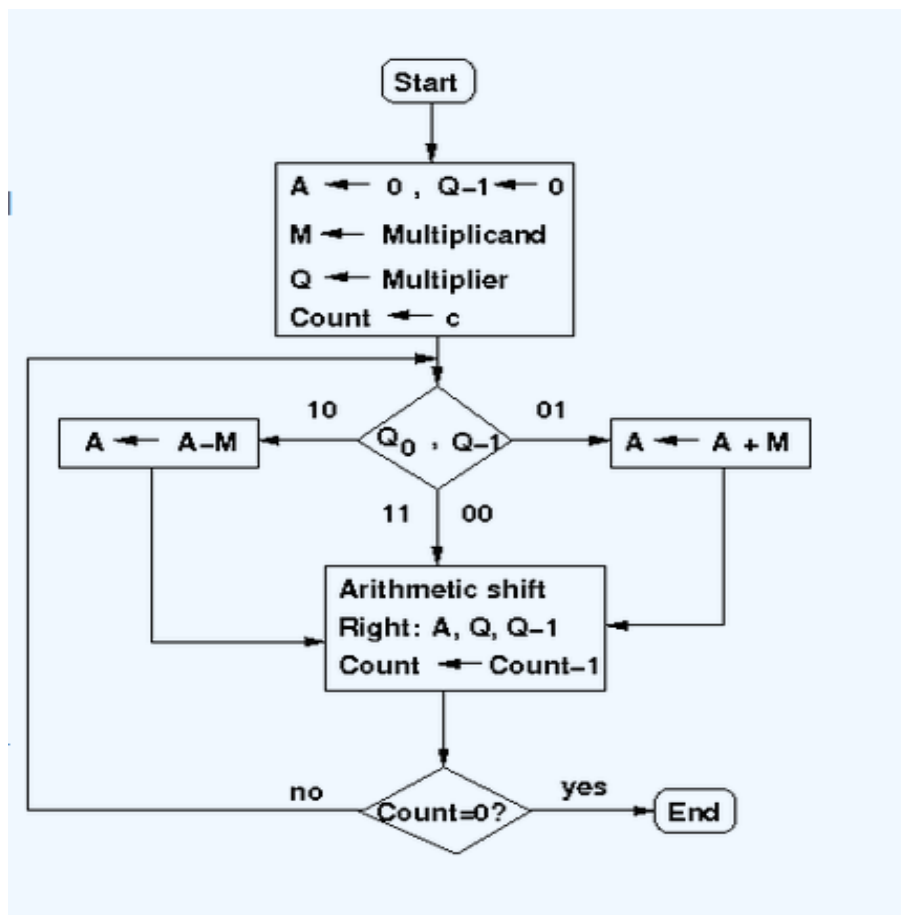 Start
A ← 0 , Q-1 ← 0
M ← Multiplicand
Q ← Multiplier
Count ← c
10
01
A ← A-M
Q0 , Q-1
A ← A + M
11
00
Arithmetic shift
Right: A, Q, Q-1
Count ← Count-1
no
yes
Count=0?
End